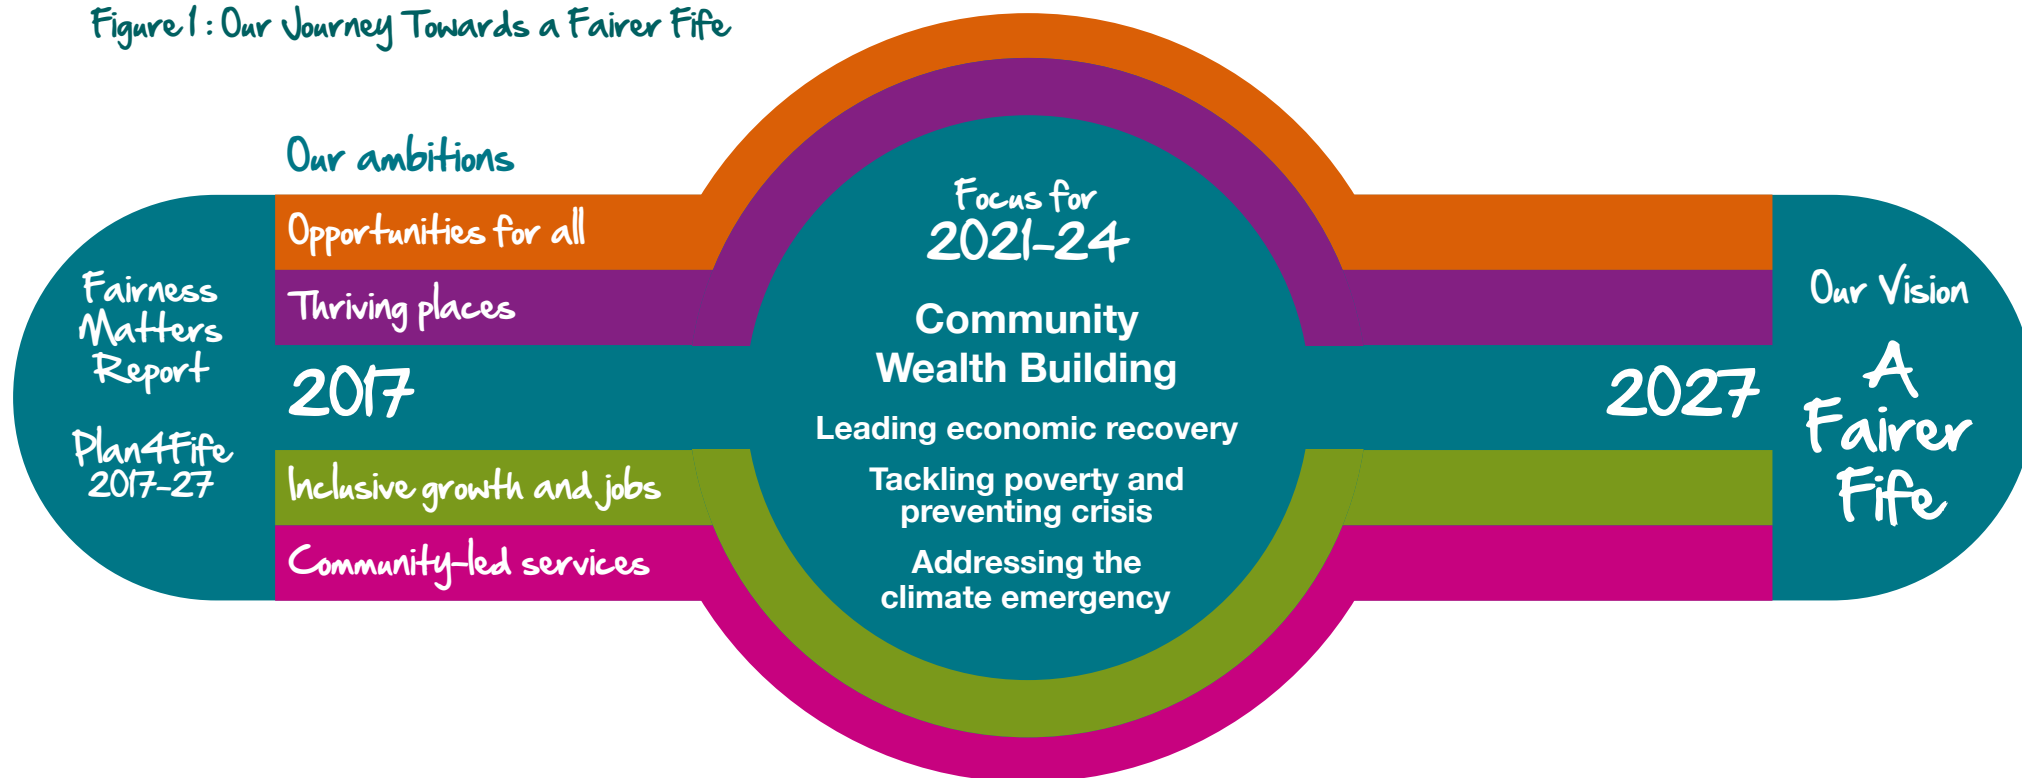 Figure 1 : Our Journey Towards a Fairer Fife
Our ambitions
Opportunities for all
Thriving places
2017
Inclusive growth and jobs
Community-led services
Fairness
Matters
Report
Plan4Fife
2017-27
Focus for
2021-24
Community
Wealth Building
Leading economic recovery
Tackling poverty and
preventing crisis
Addressing the
climate emergency
2027
Our Vision
A
Fairer
Fife